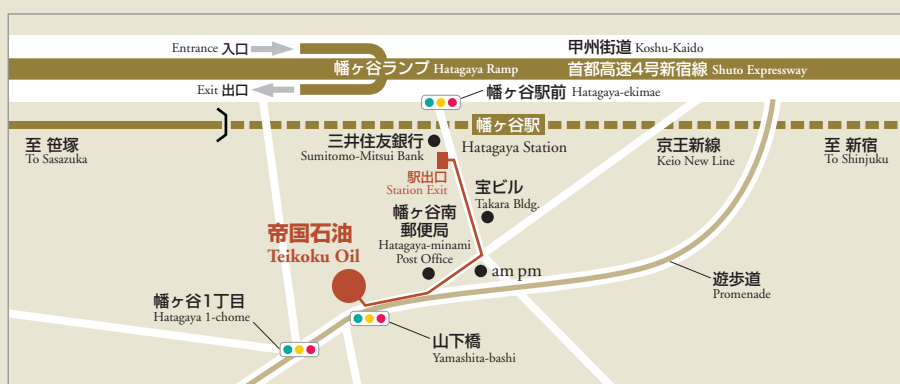 Entrance 入口
甲州街道 Koshu-Kaido
幡ヶ谷ランプ Hatagaya Ramp
首都高速4号新宿線 Shuto Expressway
Exit 出口
幡ヶ谷駅前 Hatagaya-ekimae
幡ヶ谷駅
Hatagaya Station
至 笹塚
To Sasazuka
三井住友銀行
Sumitomo-Mitsui Bank
京王新線
Keio New Line
至 新宿
To Shinjuku
駅出口
Station Exit
宝ビル
Takara Bldg.
幡ヶ谷南
郵便局
Hatagaya-minami
Post Office
帝国石油
Teikoku Oil
am pm
遊歩道
Promenade
幡ヶ谷1丁目
Hatagaya 1-chome
山下橋
Yamashita-bashi